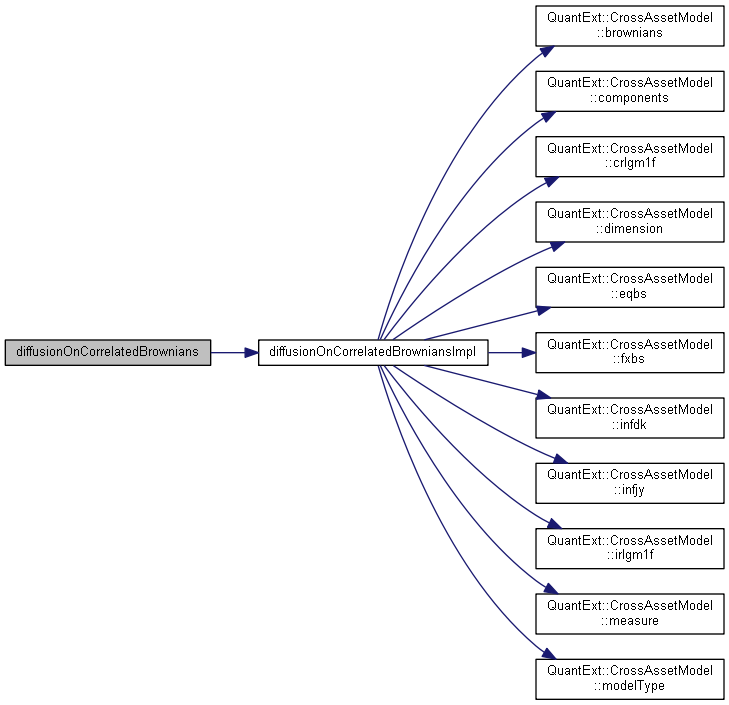 QuantExt::CrossAssetModel
::brownians
QuantExt::CrossAssetModel
::components
QuantExt::CrossAssetModel
::crlgm1f
QuantExt::CrossAssetModel
::dimension
QuantExt::CrossAssetModel
::eqbs
diffusionOnCorrelatedBrownians
diffusionOnCorrelatedBrowniansImpl
QuantExt::CrossAssetModel
::fxbs
QuantExt::CrossAssetModel
::infdk
QuantExt::CrossAssetModel
::infjy
QuantExt::CrossAssetModel
::irlgm1f
QuantExt::CrossAssetModel
::measure
QuantExt::CrossAssetModel
::modelType